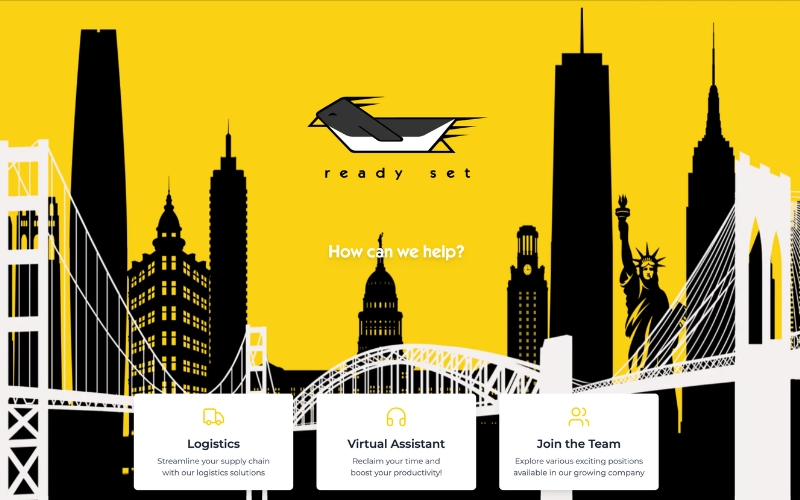 ready set
How can we help?
Logistics
Streamline your supply chain
with our logistics solutions
Virtual Assistant
Reclaim your time and
boost your productivity!
Join the Team
Explore various exciting positions
available in our growing company